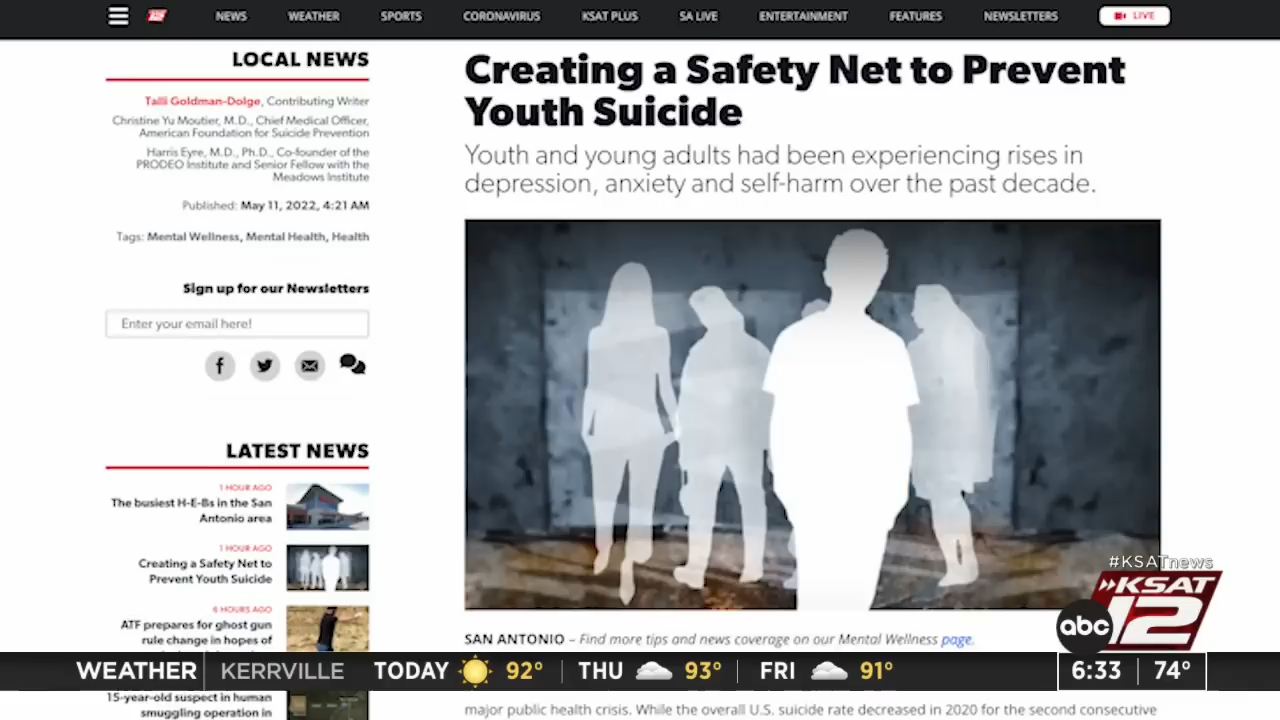 NEWS WEATHER SPORTS CORONAVIRUS KSAT PLUS SA LIVE ENTERTAINMENT FEATURES NEWSLETTERS LIVE
LOCAL NEWS
Talli Goldman-Dolge, Contributing Writer
Christine Yu Moutier, M.D., Chief Medical Officer,
American Foundation for Suicide Prevention
Harris Eyre, M.D., Ph.D., Co-founder of the
PRODEO Institute and Senior Fellow with the
Meadows Institute
Published: May 11, 2022, 4:21 AM
Tags: Mental Wellness, Mental Health, Health
Sign up for our Newsletters
Enter your email here!
LATEST NEWS
1 HOUR AGO
The busiest H-E-Bs in the San
Antonio area
1 HOUR AGO
Creating a Safety Net to
Prevent Youth Suicide
6 HOURS AGO
ATF prepares for ghost gun
rule change in hopes of
15-year-old suspect in human
smuggling operation in
Creating a Safety Net to Prevent
Youth Suicide
Youth and young adults had been experiencing rises in
depression, anxiety and self-harm over the past decade.
SAN ANTONIO – Find more tips and news coverage on our Mental Wellness page.
major public health crisis. While the overall U.S. suicide rate decreased in 2020 for the second consecutive
#KSATnews
KSAT
abc 12
WEATHER KERRVILLE TODAY 92° THU 93° FRI 91° 6:33 74°